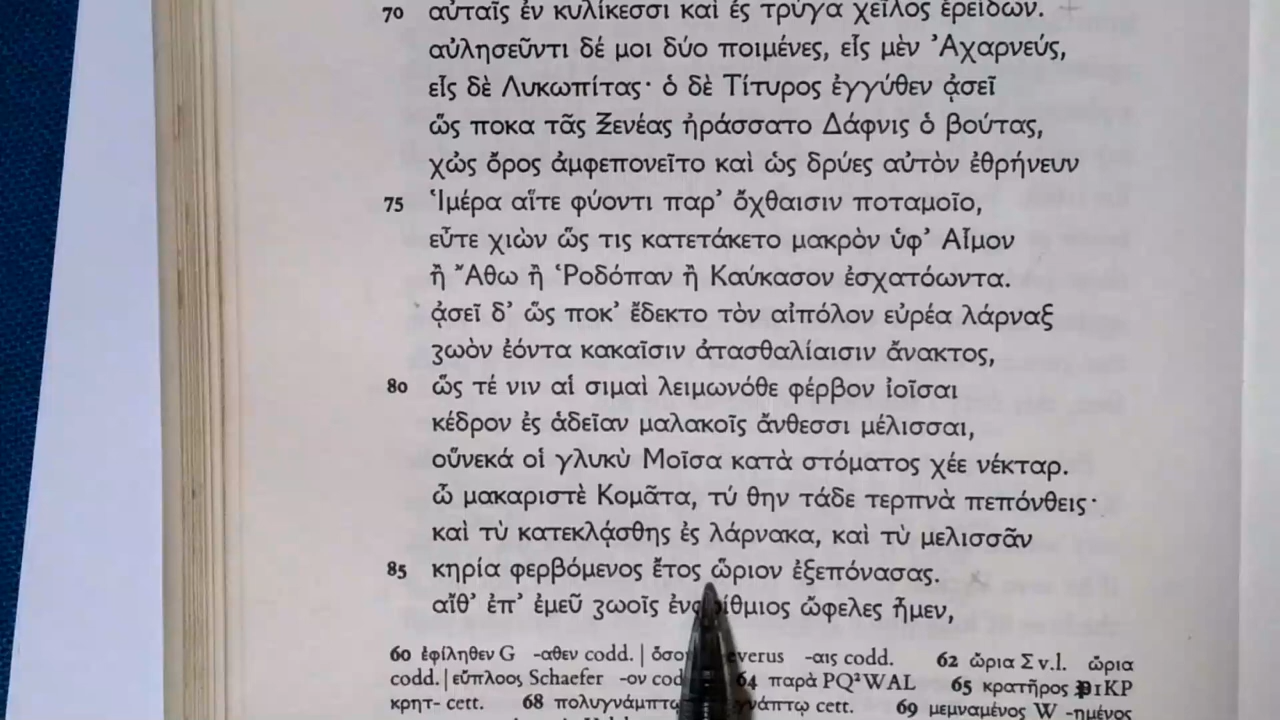 70 αὐταῖς ἐν κυλίκεσσι καὶ ἐς τρύγα χεῖλος ἐρείδων.
αὐλησεῦντι δέ μοι δύο ποιμένες, εἷς μὲν Ἀχαρνεύς,
εἷς δὲ Λυκωπίτας· ὁ δὲ Τίτυρος ἐγγύθεν ᾀσεῖ
ὥς ποκα τᾶς Ξενέας ἠράσσατο Δάφνις ὁ βούτας,
χὠς ὄρος ἀμφεπονεῖτο καὶ ὡς δρύες αὐτὸν ἐθρήνευν
75 Ἱμέρα αἵτε φύοντι παρ’ ὄχθαισιν ποταμοῖο,
εὖτε χιὼν ὥς τις κατετάκετο μακρὸν ὑφ’ Αἷμον
ἢ Ἄθω ἢ Ῥοδόπαν ἢ Καύκασον ἐσχατόωντα.
ᾀσεῖ δ’ ὥς ποκ’ ἔδεκτο τὸν αἰπόλον εὐρέα λάρναξ
ζωὸν ἐόντα κακαῖσιν ἀτασθαλίαισιν ἄνακτος,
80 ὥς τέ νιν αἱ σιμαὶ λειμωνόθε φέρβον ἰοῖσαι
κέδρον ἐς ἁδεῖαν μαλακοῖς ἄνθεσσι μέλισσαι,
οὕνεκά οἱ γλυκὺ Μοῖσα κατὰ στόματος χέε νέκταρ.
ὦ μακαριστὲ Κομᾶτα, τύ θην τάδε τερπνὰ πεπόνθεις·
καὶ τὺ κατεκλᾴσθης ἐς λάρνακα, καὶ τὺ μελισσᾶν
85 κηρία φερβόμενος ἔτος ὥριον ἐξεπόνασας.
αἴθ’ ἐπ’ ἐμεῦ ζωοῖς ὤφελες ἦμεν,
60 ἐφίληθεν G -αθεν codd. | -αις codd. 62 ὥρια Σ v.l. ὥρια
codd. | εὔπλοος Schaefer -ον παρὰ PQ²WAL 65 κρατῆρος
κρητ- cett. 68 cett. 69 μεμναμένος W -ημένος